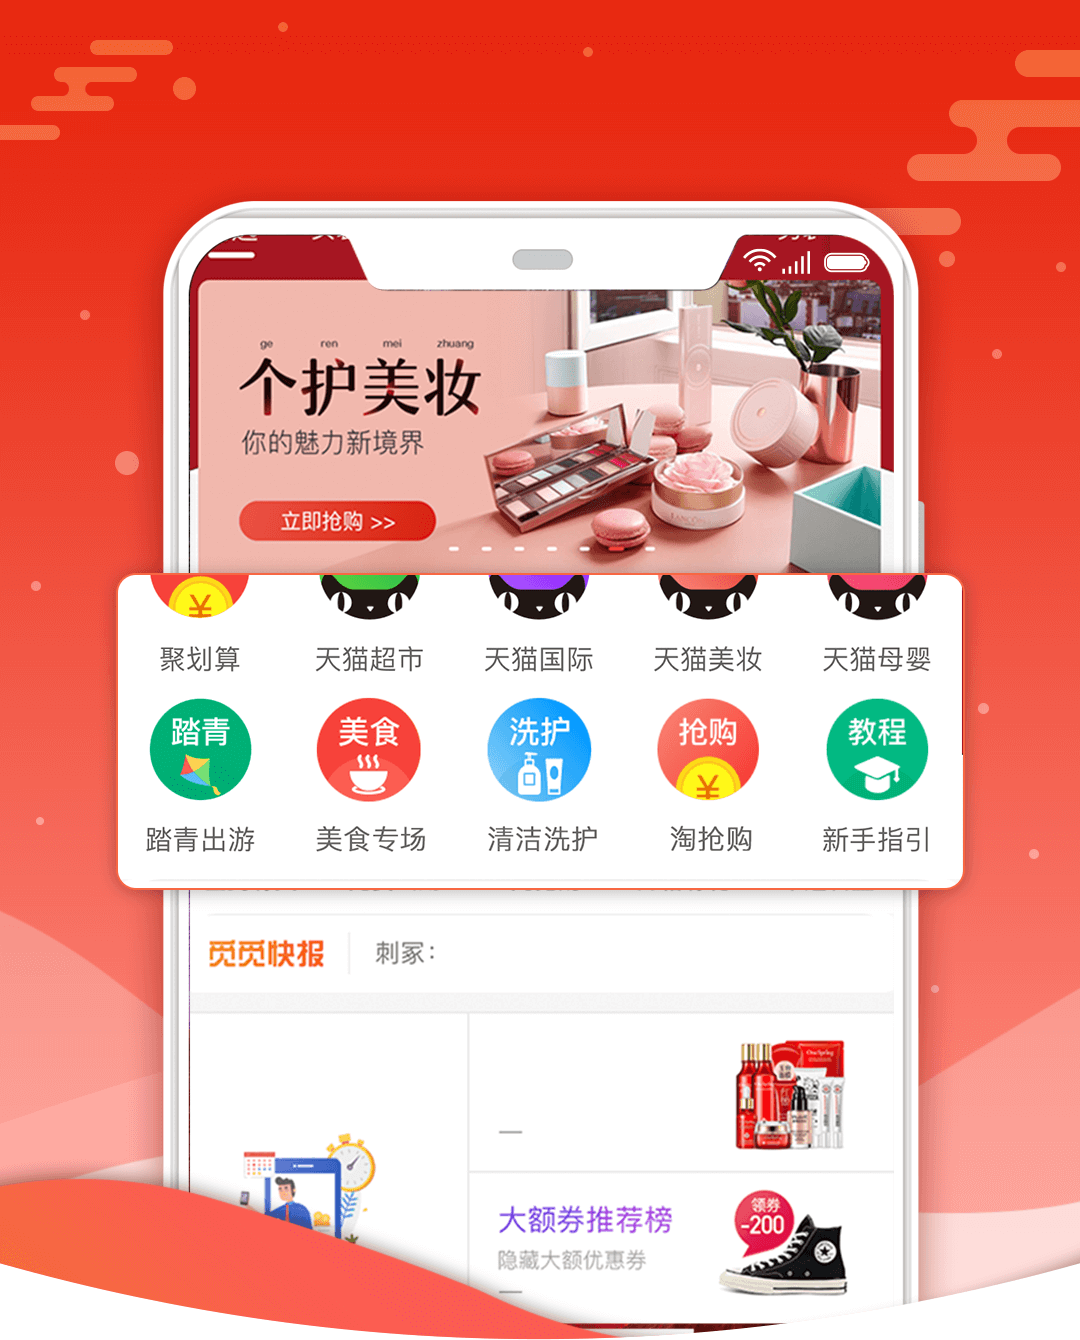 ge ren mei zhuang
个护美妆
你的魅力新境界
立即抢购 >>
¥
聚划算 天猫超市 天猫国际 天猫美妆 天猫母婴
踏青 美食 洗护 抢购 教程
¥
踏青出游 美食专场 清洁洗护 淘抢购 新手指引
觅觅快报 刺冢：
领券
-200
大额券推荐榜
隐藏大额优惠券